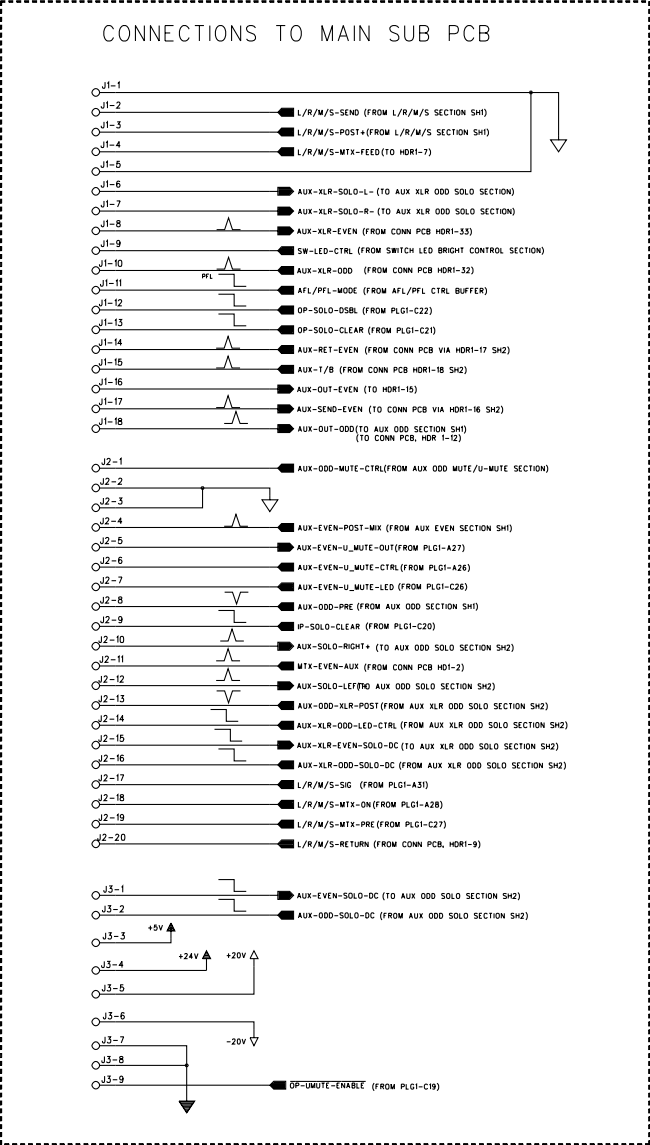 CONNECTIONS TO MAIN SUB PCB
J1-1
J1-2 L/R/M/S-SEND (FROM L/R/M/S SECTION SH1)
J1-3 L/R/M/S-POST+(FROM L/R/M/S SECTION SH1)
J1-4 L/R/M/S-MTX-FEED(TO HDR1-7)
J1-5
J1-6 AUX-XLR-SOLO-L- (TO AUX XLR ODD SOLO SECTION)
J1-7 AUX-XLR-SOLO-R- (TO AUX XLR ODD SOLO SECTION)
J1-8 AUX-XLR-EVEN (FROM CONN PCB HDR1-33)
J1-9 SW-LED-CTRL (FROM SWITCH LED BRIGHT CONTROL SECTION)
J1-10 AUX-XLR-ODD (FROM CONN PCB HDR1-32)
PFL
J1-11 AFL/PFL-MODE (FROM AFL/PFL CTRL BUFFER)
J1-12 OP-SOLO-DSBL (FROM PLG1-C22)
J1-13 OP-SOLO-CLEAR (FROM PLG1-C21)
J1-14 AUX-RET-EVEN (FROM CONN PCB VIA HDR1-17 SH2)
J1-15 AUX-T/B (FROM CONN PCB HDR1-18 SH2)
J1-16 AUX-OUT-EVEN (TO HDR1-15)
J1-17 AUX-SEND-EVEN (TO CONN PCB VIA HDR1-16 SH2)
J1-18 AUX-OUT-ODD(TO AUX ODD SECTION SH1)
(TO CONN PCB, HDR 1-12)
J2-1 AUX-ODD-MUTE-CTRL(FROM AUX ODD MUTE/U-MUTE SECTION)
J2-2
J2-3
J2-4 AUX-EVEN-POST-MIX (FROM AUX EVEN SECTION SH1)
J2-5 AUX-EVEN-U_MUTE-OUT(FROM PLG1-A27)
J2-6 AUX-EVEN-U_MUTE-CTRL(FROM PLG1-A26)
J2-7 AUX-EVEN-U_MUTE-LED (FROM PLG1-C26)
J2-8 AUX-ODD-PRE (FROM AUX ODD SECTION SH1)
J2-9 IP-SOLO-CLEAR (FROM PLG1-C20)
J2-10 AUX-SOLO-RIGHT+ (TO AUX ODD SOLO SECTION SH2)
J2-11 MTX-EVEN-AUX (FROM CONN PCB HD1-2)
J2-12 AUX-SOLO-LEFT+(TO AUX ODD SOLO SECTION SH2)
J2-13 AUX-ODD-XLR-POST(FROM AUX XLR ODD SOLO SECTION SH2)
J2-14 AUX-XLR-ODD-LED-CTRL (FROM AUX XLR ODD SOLO SECTION SH2)
J2-15 AUX-XLR-EVEN-SOLO-DC (TO AUX XLR ODD SOLO SECTION SH2)
J2-16 AUX-XLR-ODD-SOLO-DC (FROM AUX XLR ODD SOLO SECTION SH2)
J2-17 L/R/M/S-SIG (FROM PLG1-A31)
J2-18 L/R/M/S-MTX-ON(FROM PLG1-A28)
J2-19 L/R/M/S-MTX-PRE(FROM PLG1-C27)
J2-20 L/R/M/S-RETURN (FROM CONN PCB, HDR1-9)
J3-1 AUX-EVEN-SOLO-DC (TO AUX ODD SOLO SECTION SH2)
J3-2 AUX-ODD-SOLO-DC (FROM AUX ODD SOLO SECTION SH2)
J3-3 +5V
J3-4 +24V +20V
J3-5
J3-6
J3-7 -20V
J3-8
J3-9 OP-UMUTE-ENABLE (FROM PLG1-C19)